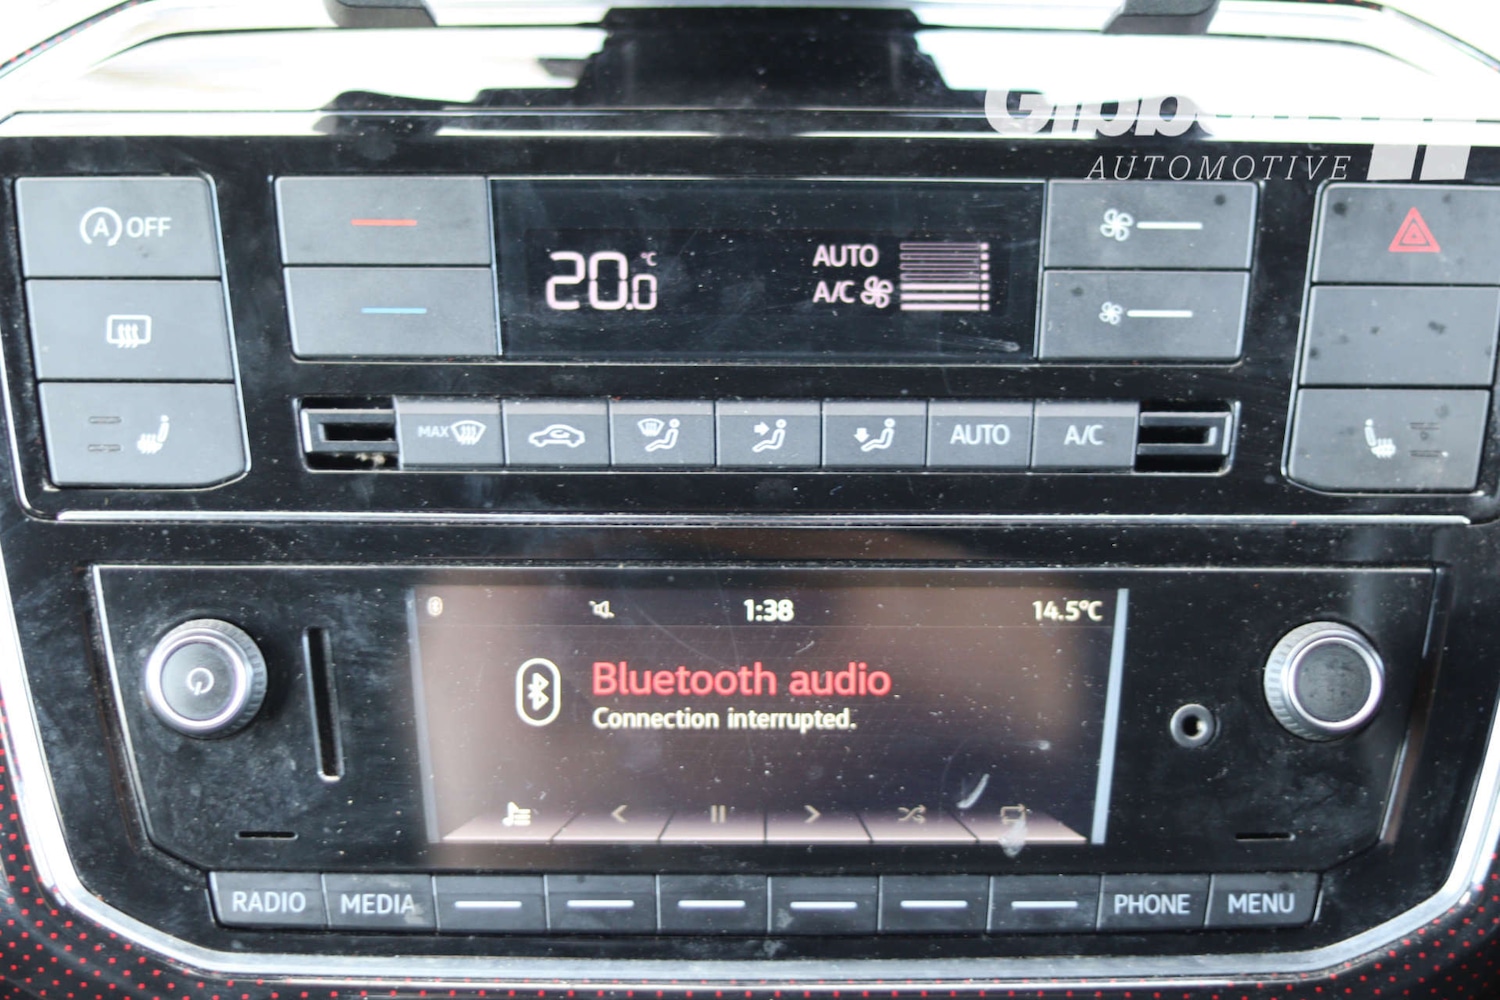 AUTOMOTIVE
A OFF
20.0 °C
AUTO
A/C
MAX
AUTO
A/C
1:38
14.5°C
Bluetooth audio
Connection interrupted.
RADIO
MEDIA
PHONE
MENU